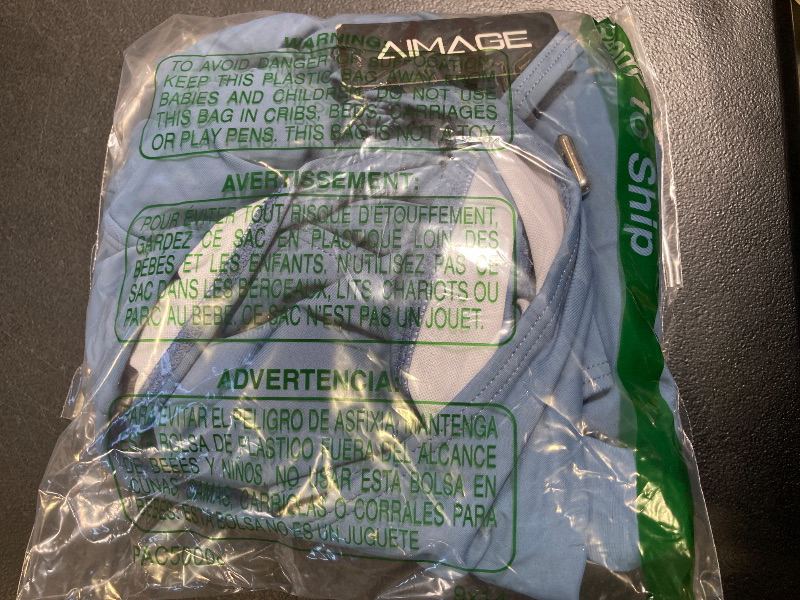 AIMAGE
WARNING
TO AVOID DANGER OF SUFFOCATION,
KEEP THIS PLASTIC BAG AWAY FROM
BABIES AND CHILDREN. DO NOT USE
THIS BAG IN CRIBS, BEDS, CARRIAGES
OR PLAY PENS. THIS BAG IS NOT A TOY.
AVERTISSEMENT:
POUR ÉVITER TOUT RISQUE D'ÉTOUFFEMENT,
GARDEZ CE SAC EN PLASTIQUE LOIN DES
BÉBÉS ET LES ENFANTS, N'UTILISEZ PAS CE
SAC DANS LES BERCEAUX, LITS, CHARIOTS OU
PARC AU BEBE. CE SAC N'EST PAS UN JOUET.
ADVERTENCIA:
PARA EVITAR EL PELIGRO DE ASFIXIA, MANTENGA
BOLSA DE PLASTICO FUERA DEL ALCANCE
DE BEBES Y NINOS, NO USAR ESTA BOLSA EN
CUNAS, CAMAS, CARRIOLAS O CORRALES PARA
ESTA BOLSA NO ES UN JUGUETE
to Ship